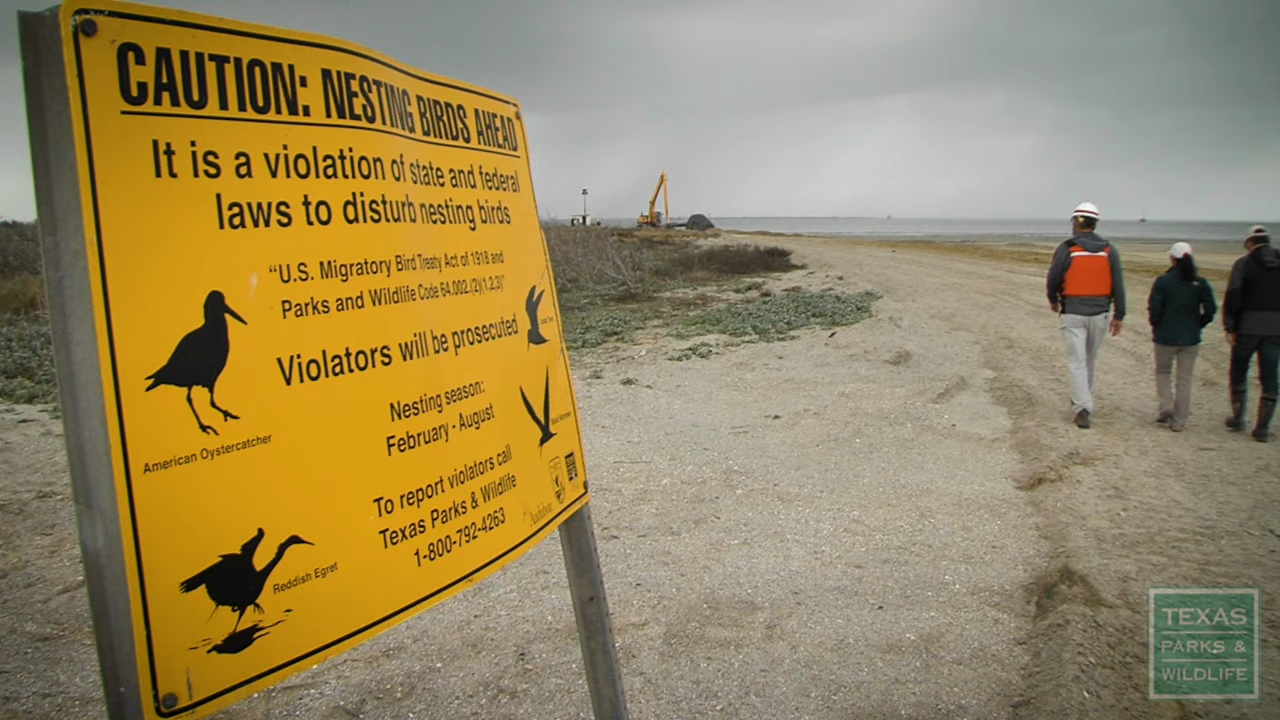 CAUTION: NESTING BIRDS AHEAD
It is a violation of state and federal
laws to disturb nesting birds
"U.S. Migratory Bird Treaty Act of 1918 and
Parks and Wildlife Code 64.002.(2)(1,2,3)"
Violators will be prosecuted
Nesting season:
February - August
American Oystercatcher
To report violators call
Texas Parks & Wildlife
1-800-792-4263
Reddish Egret
Audubon
TEXAS
PARKS &
WILDLIFE